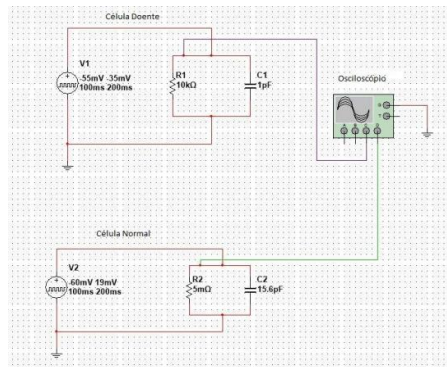 Célula Doente
V1
-55mV -35mV
100ms 200ms
R1
10kΩ
C1
1pF
Osciloscópio
G
T
A B C D
Célula Normal
V2
-60mV 19mV
100ms 200ms
R2
5mΩ
C2
15.6pF